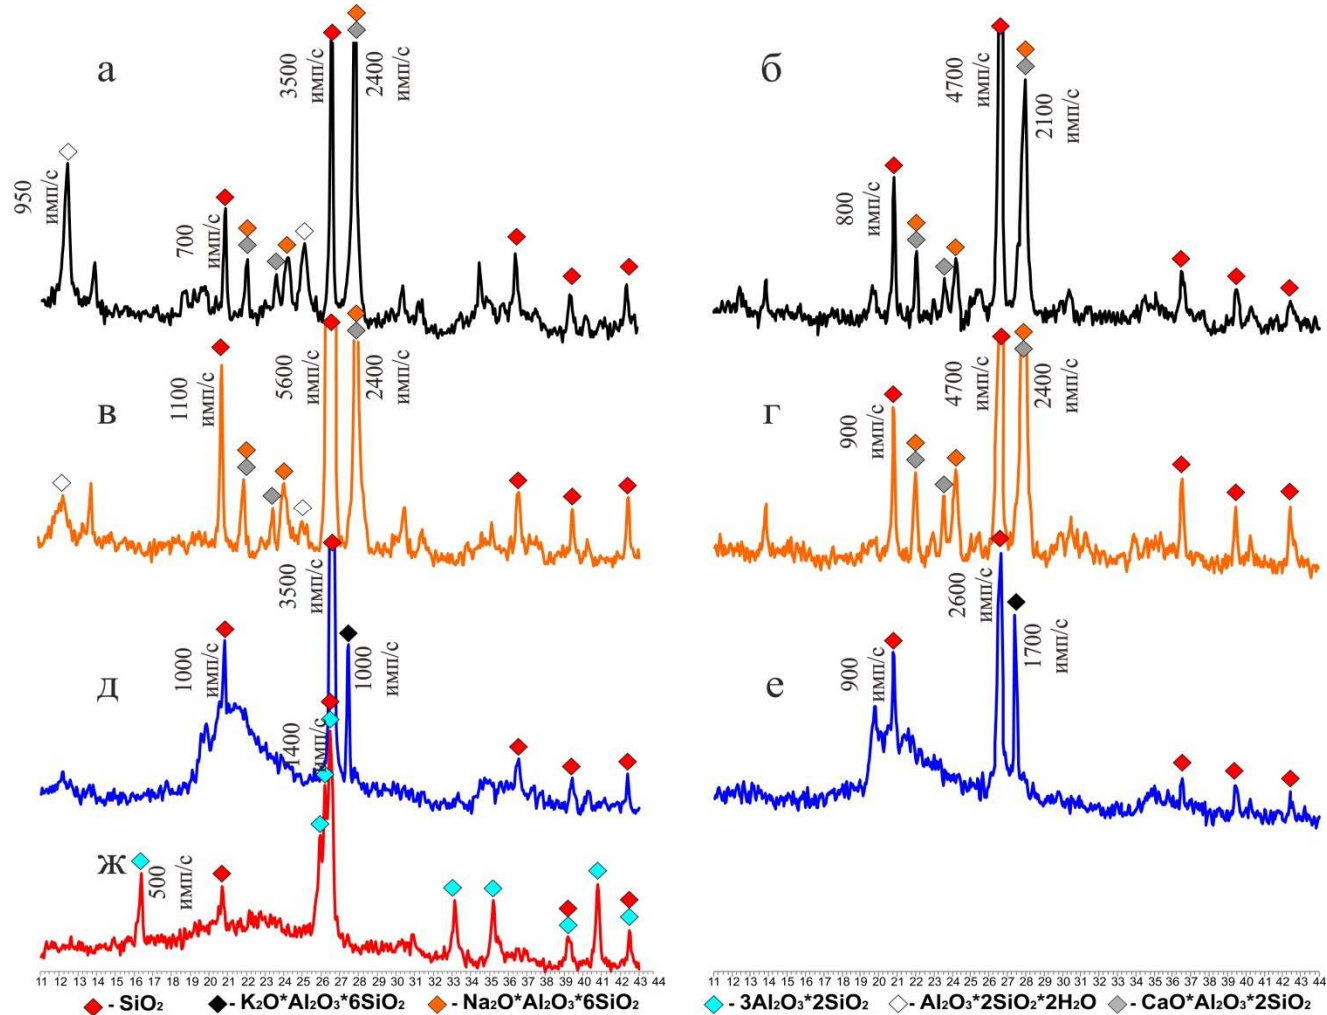 а
3500
имп/с
2400
имп/с
950
имп/с
700
имп/с
б
4700
имп/с
2100
имп/с
800
имп/с
в
1100
имп/с
5600
имп/с
2400
имп/с
г
900
имп/с
4700
имп/с
2400
имп/с
д
1000
имп/с
3500
имп/с
1000
имп/с
е
900
имп/с
2600
имп/с
1700
имп/с
ж
500
имп/с
1400
имп/с
11 12 13 14 15 16 17 18 19 20 21 22 23 24 25 26 27 28 29 30 31 32 33 34 35 36 37 38 39 40 41 42 43 44
11 12 13 14 15 16 17 18 19 20 21 22 23 24 25 26 27 28 29 30 31 32 33 34 35 36 37 38 39 40 41 42 43 44
- SiO₂ - K₂O*Al₂O₃*6SiO₂ - Na₂O*Al₂O₃*6SiO₂ - 3Al₂O₃*2SiO₂ - Al₂O₃*2SiO₂*2H₂O - CaO*Al₂O₃*2SiO₂